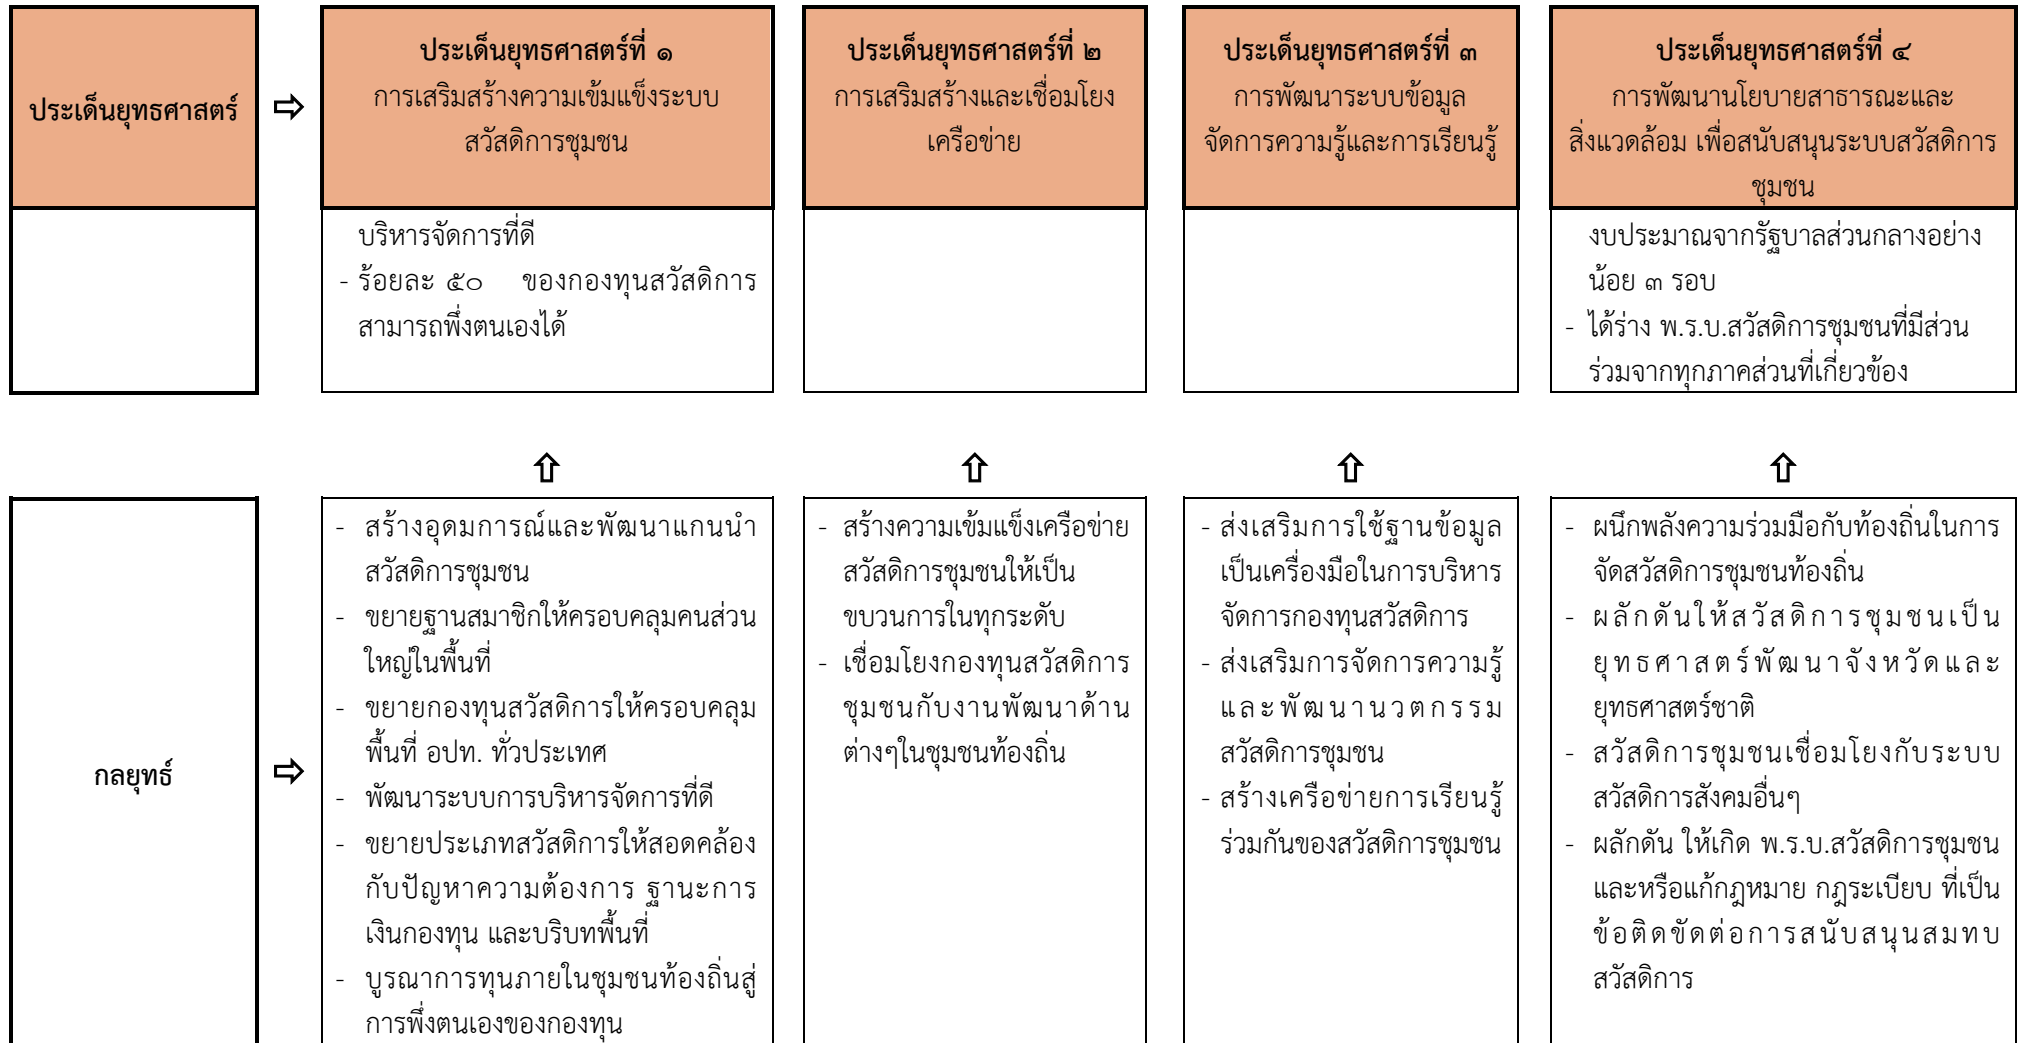 ประเด็นยุทธศาสตร์
ประเด็นยุทธศาสตร์ที่ ๑
การเสริมสร้างความเข้มแข็งระบบ
สวัสดิการชุมชน
ประเด็นยุทธศาสตร์ที่ ๒
การเสริมสร้างและเชื่อมโยง
เครือข่าย
ประเด็นยุทธศาสตร์ที่ ๓
การพัฒนาระบบข้อมูล
จัดการความรู้และการเรียนรู้
ประเด็นยุทธศาสตร์ที่ ๔
การพัฒนานโยบายสาธารณะและ
สิ่งแวดล้อม เพื่อสนับสนุนระบบสวัสดิการ
ชุมชน
บริหารจัดการที่ดี
- ร้อยละ ๕๐ ของกองทุนสวัสดิการ
สามารถพึ่งตนเองได้
งบประมาณจากรัฐบาลส่วนกลางอย่าง
น้อย ๓ รอบ
- ได้ร่าง พ.ร.บ.สวัสดิการชุมชนที่มีส่วน
ร่วมจากทุกภาคส่วนที่เกี่ยวข้อง
กลยุทธ์
- สร้างอุดมการณ์และพัฒนาแกนนำ
สวัสดิการชุมชน
- ขยายฐานสมาชิกให้ครอบคลุมคนส่วน
ใหญ่ในพื้นที่
- ขยายกองทุนสวัสดิการให้ครอบคลุม
พื้นที่ อปท. ทั่วประเทศ
- พัฒนาระบบการบริหารจัดการที่ดี
- ขยายประเภทสวัสดิการให้สอดคล้อง
กับปัญหาความต้องการ ฐานะการ
เงินกองทุน และบริบทพื้นที่
- บูรณาการทุนภายในชุมชนท้องถิ่นสู่
การพึ่งตนเองของกองทุน
- สร้างความเข้มแข็งเครือข่าย
สวัสดิการชุมชนให้เป็น
ขบวนการในทุกระดับ
- เชื่อมโยงกองทุนสวัสดิการ
ชุมชนกับงานพัฒนาด้าน
ต่างๆในชุมชนท้องถิ่น
- ส่งเสริมการใช้ฐานข้อมูล
เป็นเครื่องมือในการบริหาร
จัดการกองทุนสวัสดิการ
- ส่งเสริมการจัดการความรู้
และพัฒนานวตกรรม
สวัสดิการชุมชน
- สร้างเครือข่ายการเรียนรู้
ร่วมกันของสวัสดิการชุมชน
- ผนึกพลังความร่วมมือกับท้องถิ่นในการ
จัดสวัสดิการชุมชนท้องถิ่น
- ผลักดันให้สวัสดิการชุมชนเป็น
ยุทธศาสตร์พัฒนาจังหวัดและ
ยุทธศาสตร์ชาติ
- สวัสดิการชุมชนเชื่อมโยงกับระบบ
สวัสดิการสังคมอื่นๆ
- ผลักดัน ให้เกิด พ.ร.บ.สวัสดิการชุมชน
และหรือแก้กฎหมาย กฎระเบียบ ที่เป็น
ข้อติดขัดต่อการสนับสนุนสมทบ
สวัสดิการ